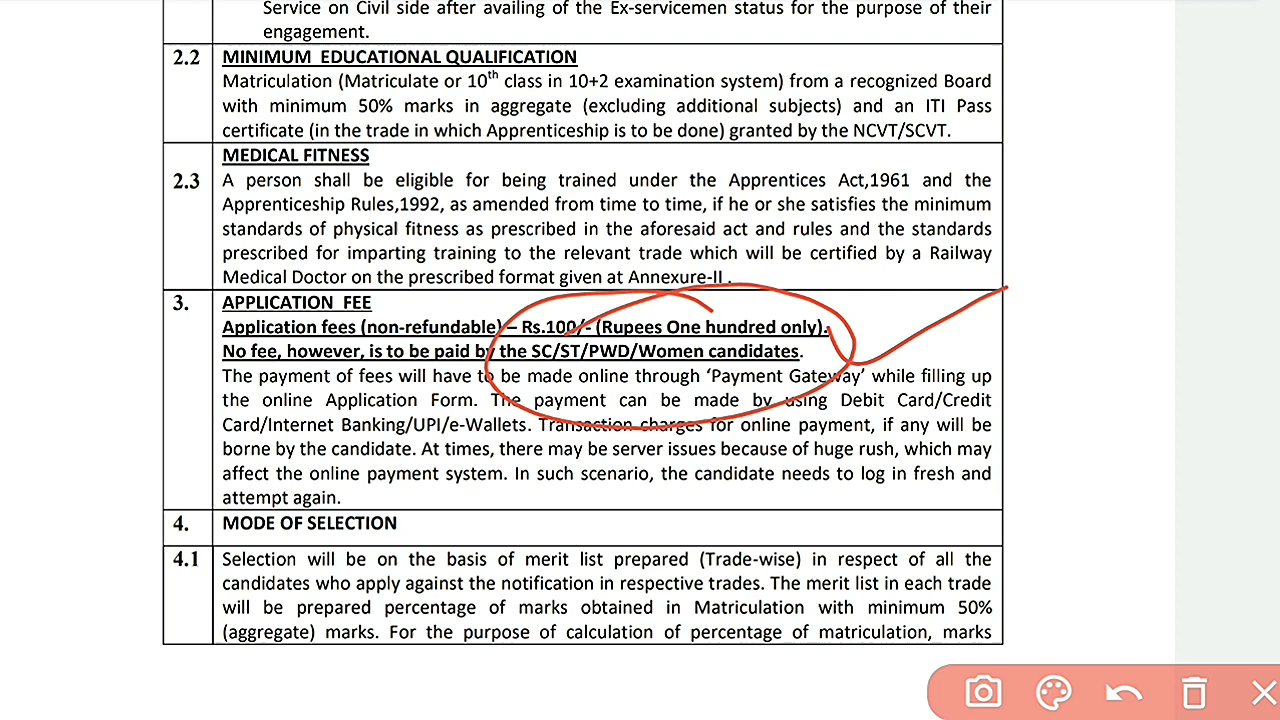 Service on Civil side after availing of the Ex-servicemen status for the purpose of their
engagement.
2.2 MINIMUM EDUCATIONAL QUALIFICATION
Matriculation (Matriculate or 10th class in 10+2 examination system) from a recognized Board
with minimum 50% marks in aggregate (excluding additional subjects) and an ITI Pass
certificate (in the trade in which Apprenticeship is to be done) granted by the NCVT/SCVT.
MEDICAL FITNESS
2.3 A person shall be eligible for being trained under the Apprentices Act,1961 and the
Apprenticeship Rules,1992, as amended from time to time, if he or she satisfies the minimum
standards of physical fitness as prescribed in the aforesaid act and rules and the standards
prescribed for imparting training to the relevant trade which will be certified by a Railway
Medical Doctor on the prescribed format given at Annexure-II .
3. APPLICATION FEE
Application fees (non-refundable) – Rs.100/- (Rupees One hundred only).
No fee, however, is to be paid by the SC/ST/PWD/Women candidates.
The payment of fees will have to be made online through ‘Payment Gateway’ while filling up
the online Application Form. The payment can be made by using Debit Card/Credit
Card/Internet Banking/UPI/e-Wallets. Transaction charges for online payment, if any will be
borne by the candidate. At times, there may be server issues because of huge rush, which may
affect the online payment system. In such scenario, the candidate needs to log in fresh and
attempt again.
4. MODE OF SELECTION
4.1 Selection will be on the basis of merit list prepared (Trade-wise) in respect of all the
candidates who apply against the notification in respective trades. The merit list in each trade
will be prepared percentage of marks obtained in Matriculation with minimum 50%
(aggregate) marks. For the purpose of calculation of percentage of matriculation, marks